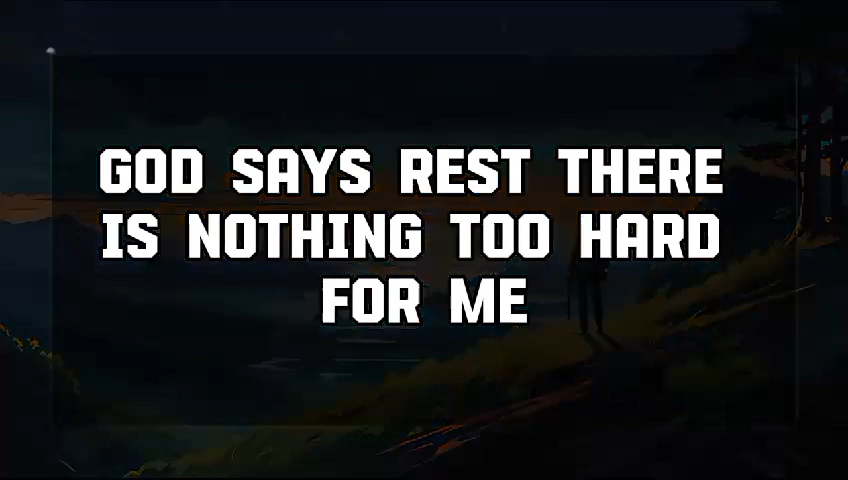 GOD SAYS REST THERE
IS NOTHING TOO HARD
FOR ME